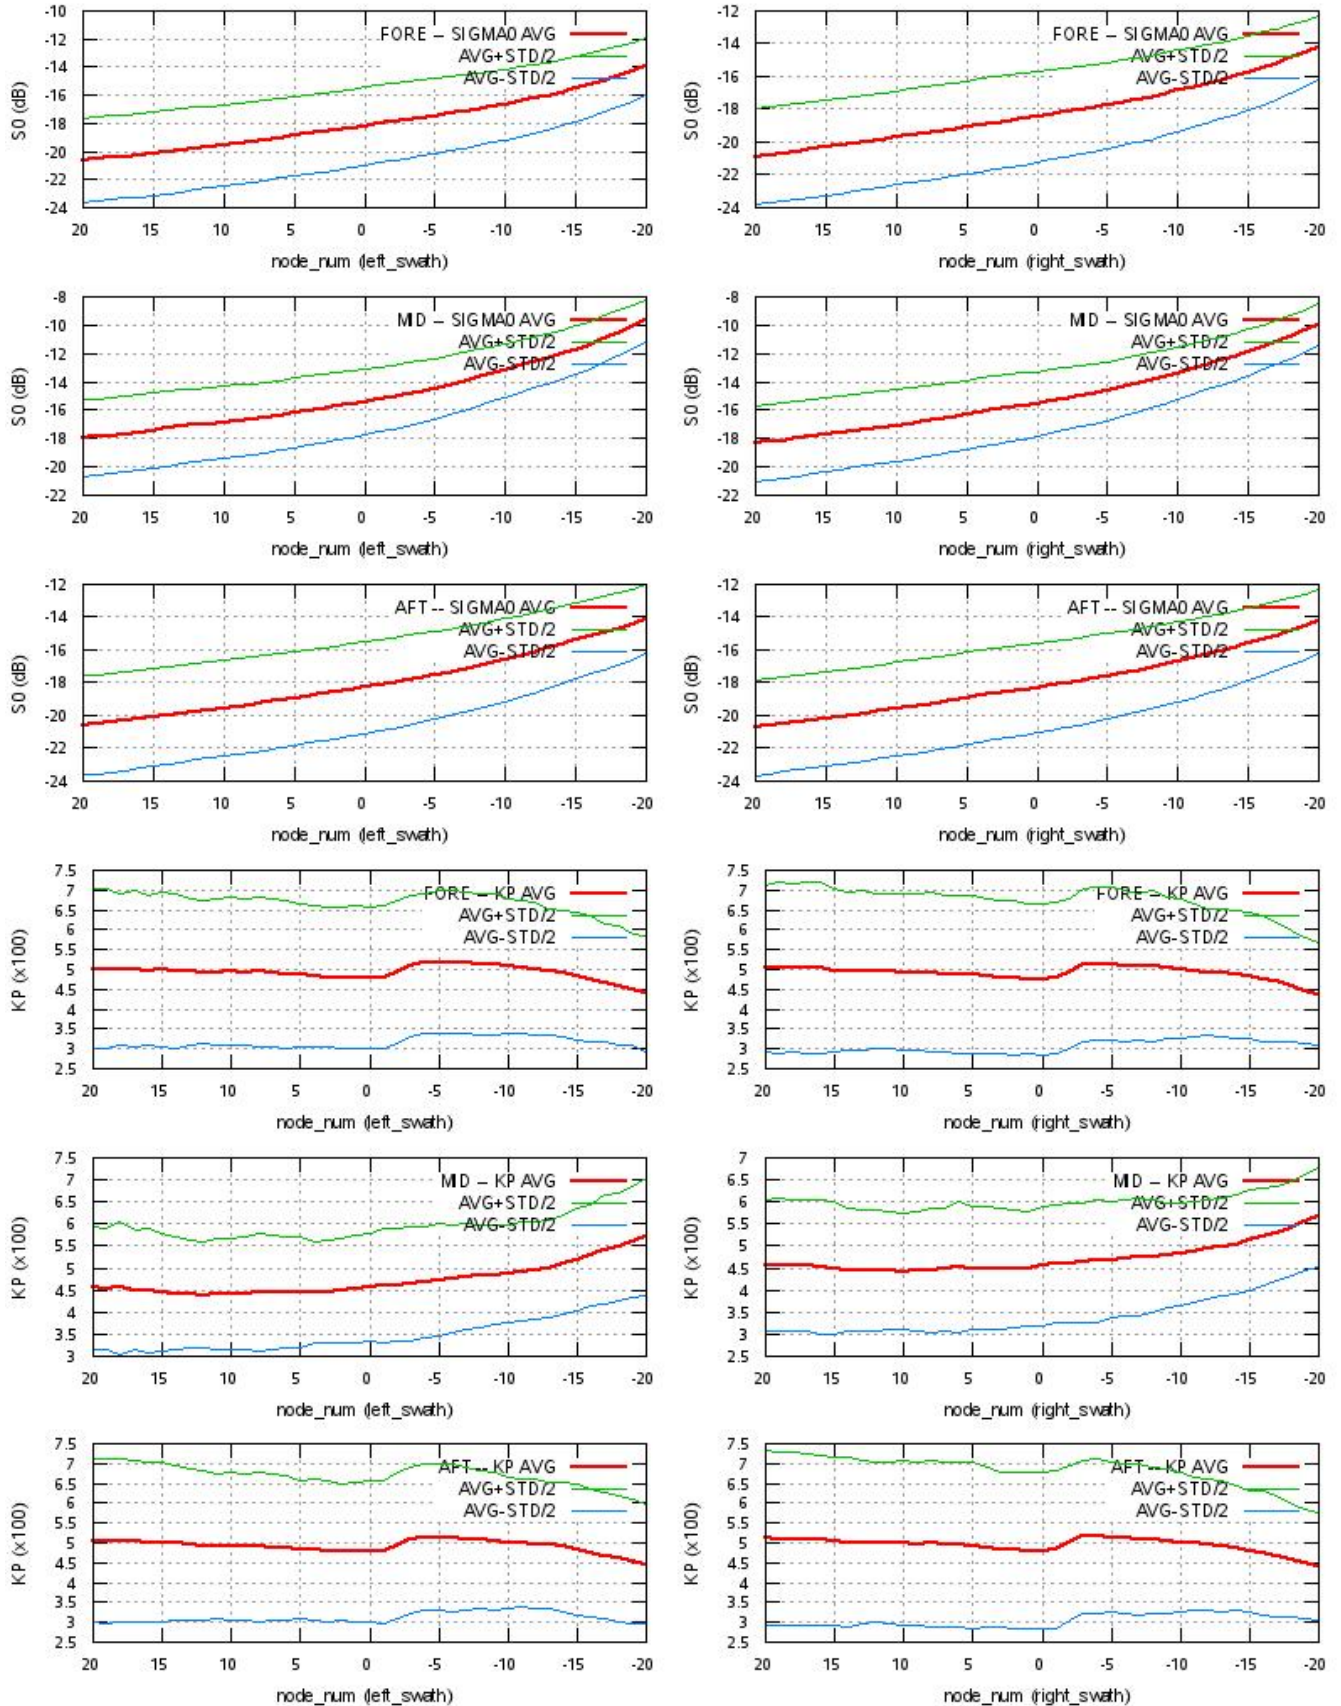 FORE -- SIGMA0 AVG
AVG+STD/2
AVG-STD/2
S0 (dB)
-10
-12
-14
-16
-18
-20
-22
-24
20 15 10 5 0 -5 -10 -15 -20
node_num (left_swath)
FORE -- SIGMA0 AVG
AVG+STD/2
AVG-STD/2
S0 (dB)
-12
-14
-16
-18
-20
-22
-24
20 15 10 5 0 -5 -10 -15 -20
node_num (right_swath)
MID -- SIGMA0 AVG
AVG+STD/2
AVG-STD/2
S0 (dB)
-8
-10
-12
-14
-16
-18
-20
-22
20 15 10 5 0 -5 -10 -15 -20
node_num (left_swath)
MID -- SIGMA0 AVG
AVG+STD/2
AVG-STD/2
S0 (dB)
-8
-10
-12
-14
-16
-18
-20
-22
20 15 10 5 0 -5 -10 -15 -20
node_num (right_swath)
AFT -- SIGMA0 AVG
AVG+STD/2
AVG-STD/2
S0 (dB)
-12
-14
-16
-18
-20
-22
-24
20 15 10 5 0 -5 -10 -15 -20
node_num (left_swath)
AFT -- SIGMA0 AVG
AVG+STD/2
AVG-STD/2
S0 (dB)
-12
-14
-16
-18
-20
-22
-24
20 15 10 5 0 -5 -10 -15 -20
node_num (right_swath)
FORE -- KP AVG
AVG+STD/2
AVG-STD/2
KP (x100)
7.5
7
6.5
6
5.5
5
4.5
4
3.5
3
2.5
20 15 10 5 0 -5 -10 -15 -20
node_num (left_swath)
FORE -- KP AVG
AVG+STD/2
AVG-STD/2
KP (x100)
7.5
7
6.5
6
5.5
5
4.5
4
3.5
3
2.5
20 15 10 5 0 -5 -10 -15 -20
node_num (right_swath)
MID -- KP AVG
AVG+STD/2
AVG-STD/2
KP (x100)
7.5
7
6.5
6
5.5
5
4.5
4
3.5
3
20 15 10 5 0 -5 -10 -15 -20
node_num (left_swath)
MID -- KP AVG
AVG+STD/2
AVG-STD/2
KP (x100)
7
6.5
6
5.5
5
4.5
4
3.5
3
2.5
20 15 10 5 0 -5 -10 -15 -20
node_num (right_swath)
AFT -- KP AVG
AVG+STD/2
AVG-STD/2
KP (x100)
7.5
7
6.5
6
5.5
5
4.5
4
3.5
3
2.5
20 15 10 5 0 -5 -10 -15 -20
node_num (left_swath)
AFT -- KP AVG
AVG+STD/2
AVG-STD/2
KP (x100)
7.5
7
6.5
6
5.5
5
4.5
4
3.5
3
2.5
20 15 10 5 0 -5 -10 -15 -20
node_num (right_swath)